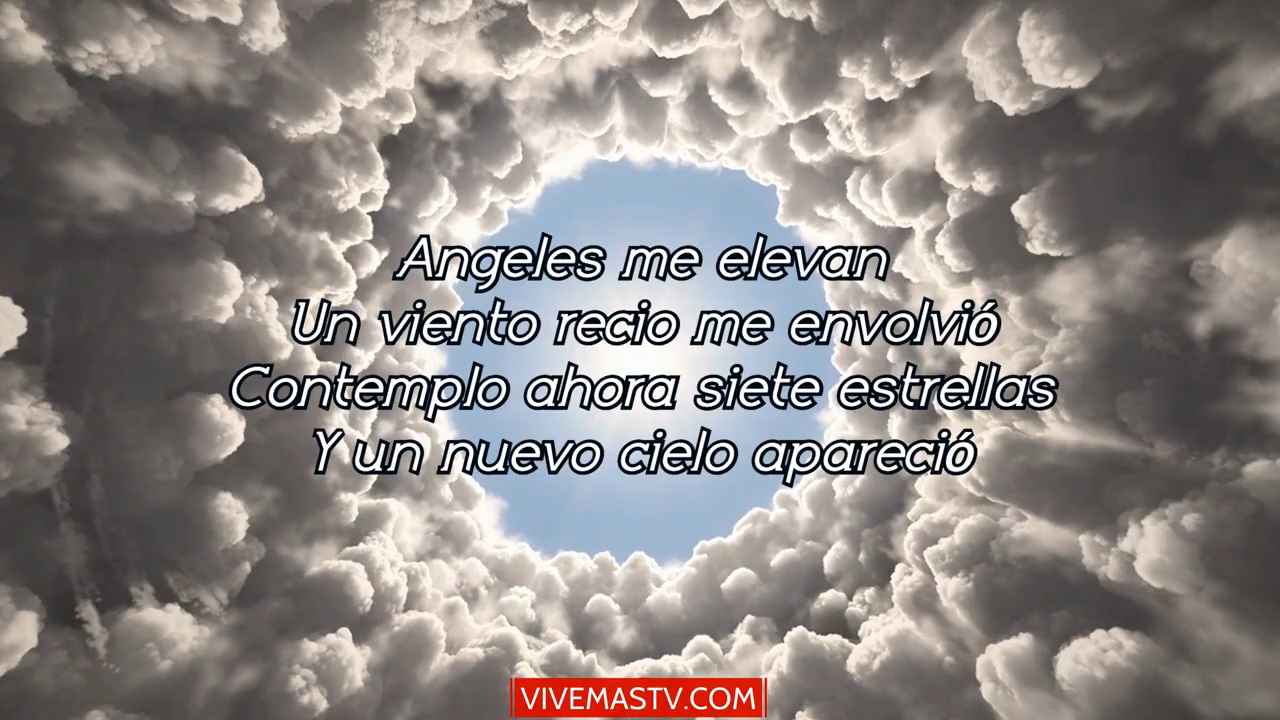 Angeles me elevan
Un viento recio me envolvió
Contemplo ahora siete estrellas
Y un nuevo cielo apareció
VIVEMASTV.COM